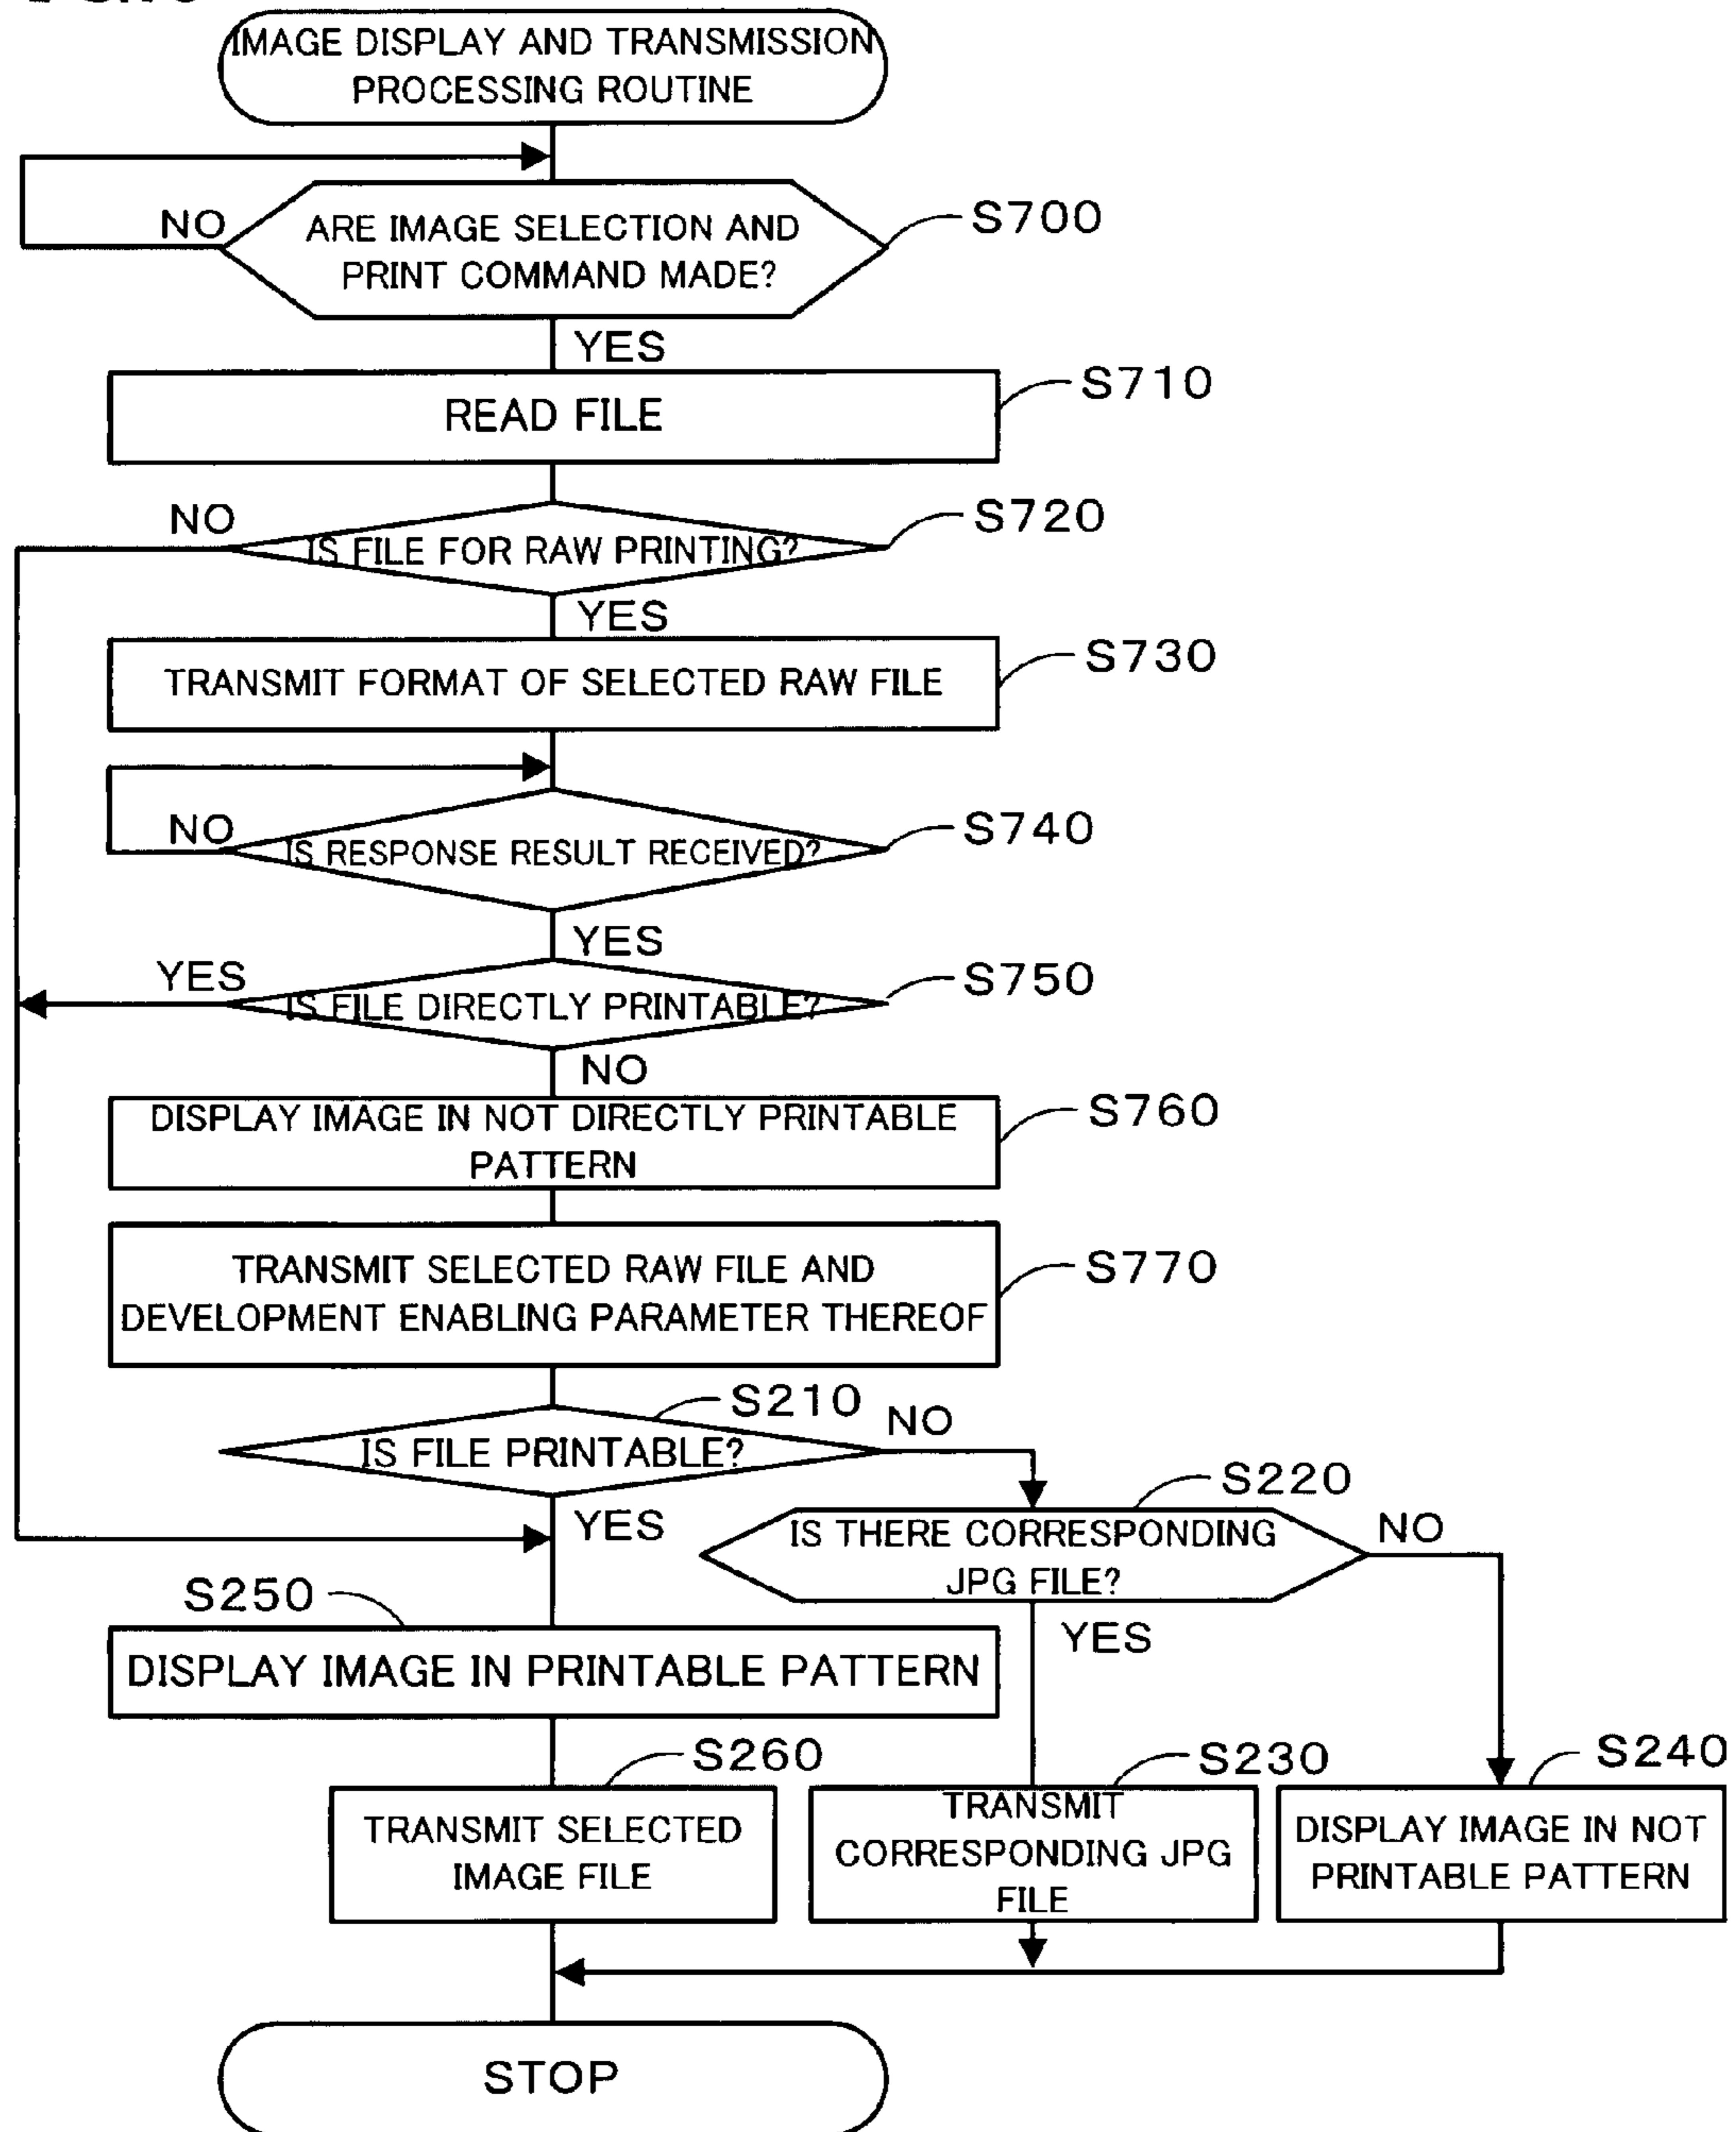 IMAGE DISPLAY AND TRANSMISSION
PROCESSING ROUTINE
NO
ARE IMAGE SELECTION AND
PRINT COMMAND MADE?
S700
YES
READ FILE
S710
NO
IS FILE FOR RAW PRINTING?
S720
YES
TRANSMIT FORMAT OF SELECTED RAW FILE
S730
NO
IS RESPONSE RESULT RECEIVED?
S740
YES
YES
IS FILE DIRECTLY PRINTABLE?
S750
NO
DISPLAY IMAGE IN NOT DIRECTLY PRINTABLE
PATTERN
S760
TRANSMIT SELECTED RAW FILE AND
DEVELOPMENT ENABLING PARAMETER THEREOF
S770
S210
IS FILE PRINTABLE?
NO
YES
S220
IS THERE CORRESPONDING
JPG FILE?
NO
YES
S250
DISPLAY IMAGE IN PRINTABLE PATTERN
S260
TRANSMIT SELECTED
IMAGE FILE
S230
TRANSMIT
CORRESPONDING JPG
FILE
S240
DISPLAY IMAGE IN NOT
PRINTABLE PATTERN
STOP